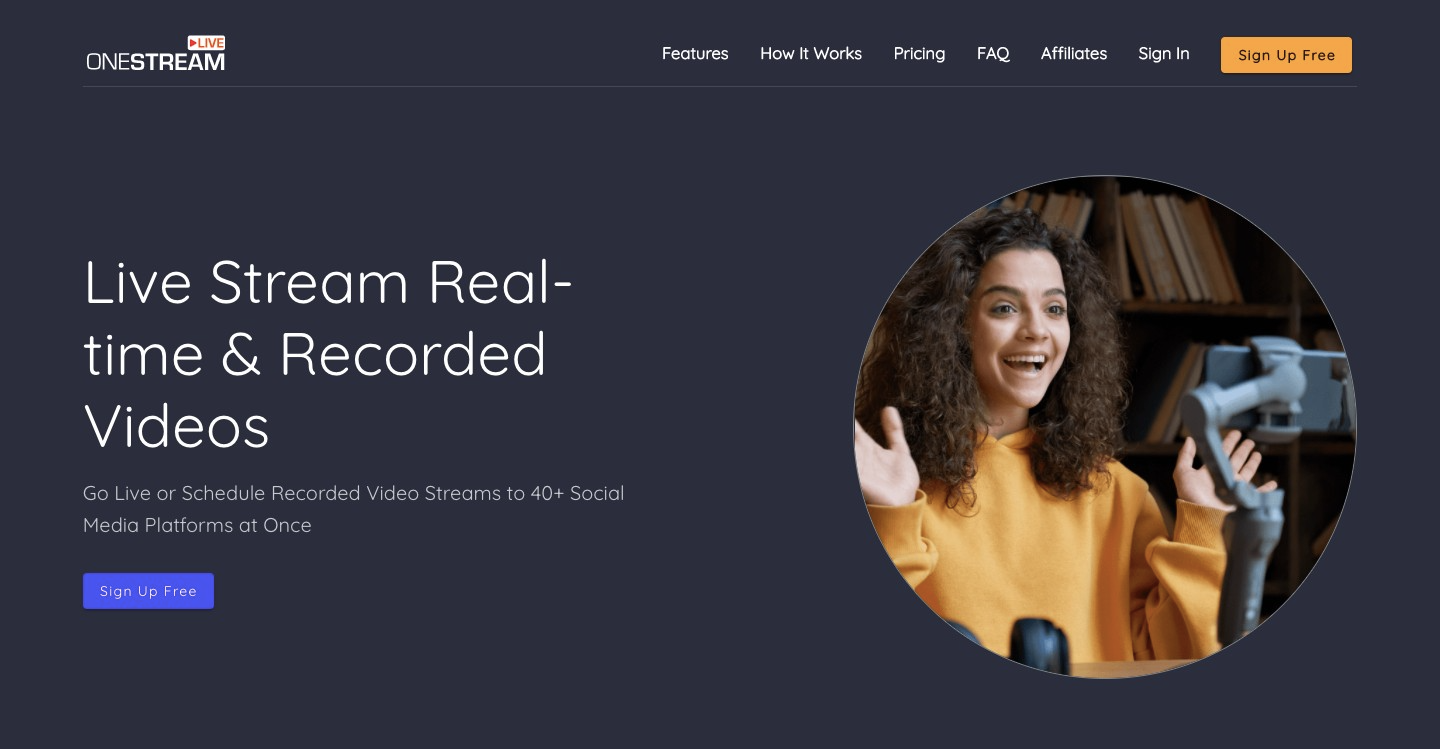 LIVE
ONESTREAM
Features How It Works Pricing FAQ Affiliates Sign In Sign Up Free
Live Stream Real-
time & Recorded
Videos
Go Live or Schedule Recorded Video Streams to 40+ Social
Media Platforms at Once
Sign Up Free